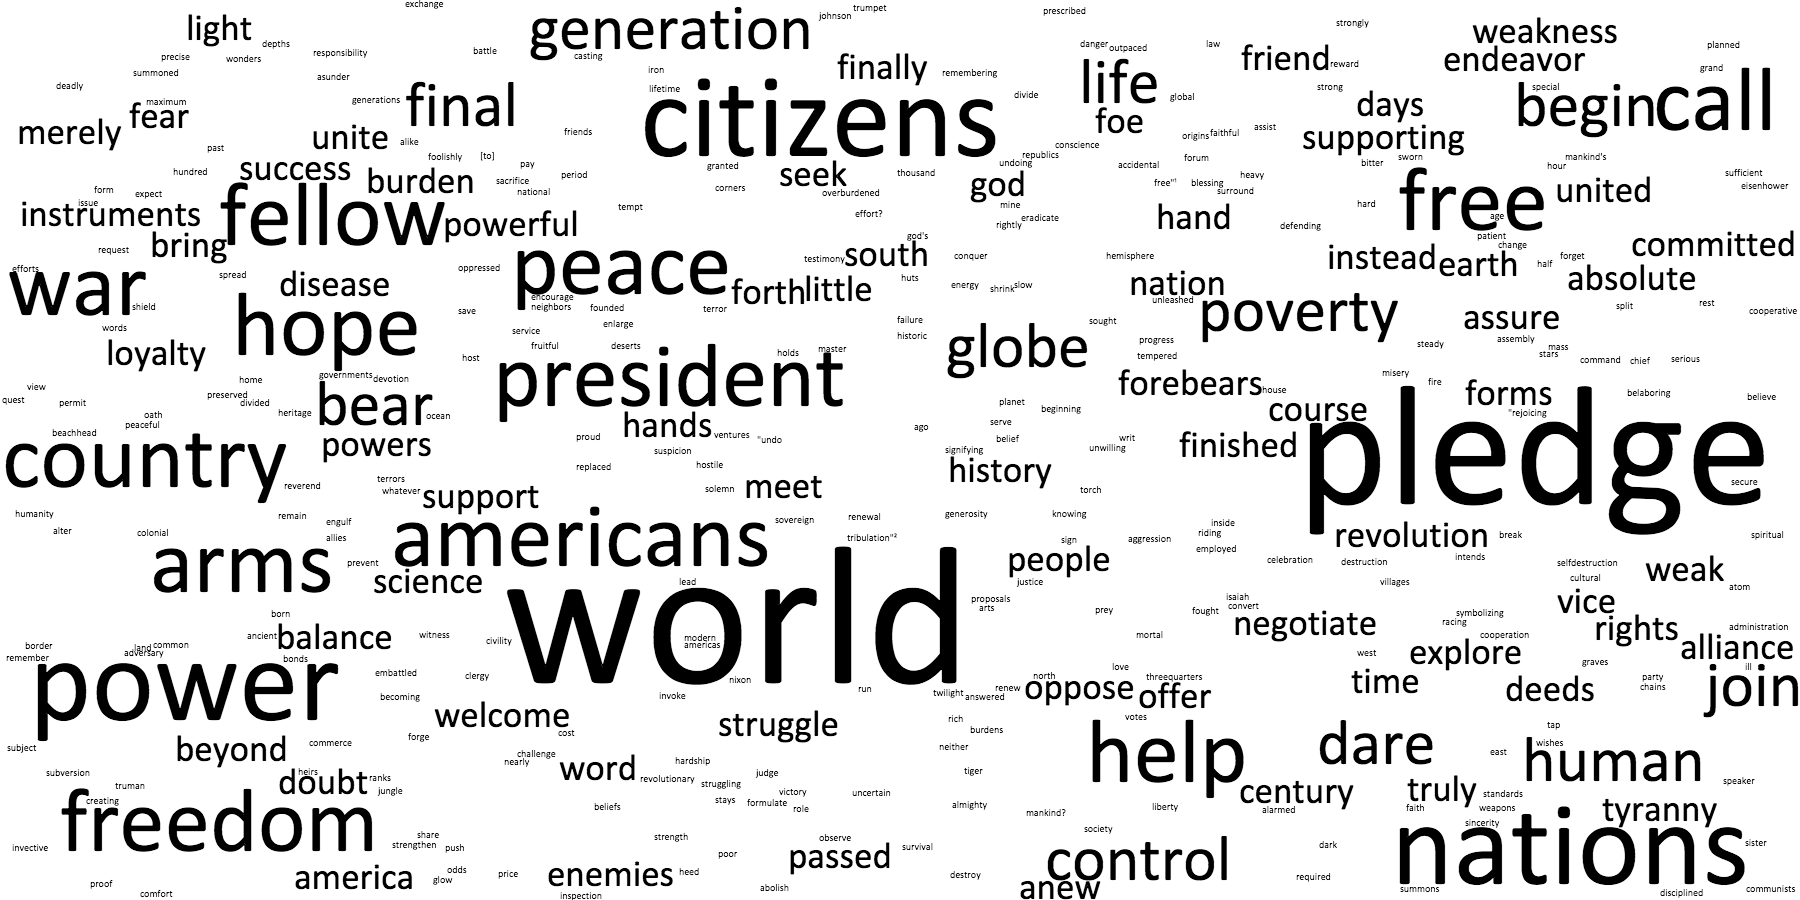 exchange
light
depths
precise
wonders
summoned
responsibility
asunder
battle
generation
casting
johnson
trumpet
iron
lifetime
finally
remembering
prescribed
danger
outpaced
law
life
global
strongly
friend
reward
strong
weakness
endeavor
planned
grand
special
begin
call
deadly
maximum
fear
merely
generations
final
unite
alike
friends
citizens
divide
foe
days
supporting
origins
faithful
assist
conscience
republics
undoing
past
foolishly
[to]
pay
success
burden
sacrifice
national
period
granted
corners
seek
thousand
overburdened
god
mine
accidental
forum
free"¹
blessing
surround
heavy
bitter
sworn
mankind's
hour
sufficient
eisenhower
hundred
form
issue
expect
instruments
fellow
powerful
tempt
effort?
eradicate
rightly
hand
defending
hard
free
age
united
request
bring
god's
patient
change
committed
efforts
war
shield
spread
disease
oppressed
peace
encourage
neighbors
founded
terror
testimony
south
forth
little
huts
conquer
energy
shrink
slow
hemisphere
nation
unleashed
instead
earth
half
forget
absolute
split
rest
cooperative
words
loyalty
hope
save
service
fruitful
enlarge
deserts
failure
historic
globe
sought
progress
tempered
poverty
steady
assure
assembly
mass
stars
command
chief
serious
host
president
holds
master
forebears
house
misery
fire
forms
"rejoicing
belaboring
believe
view
quest
permit
home
preserved
divided
governments
devotion
heritage
bear
ocean
oath
peaceful
beachhead
powers
hands
ventures
"undo
proud
suspicion
replaced
hostile
ago
planet
beginning
serve
belief
signifying
history
writ
unwilling
course
finished
pledge
secure
country
reverend
terrors
whatever
support
solemn
meet
torch
humanity
alter
colonial
remain
engulf
allies
prevent
americans
sovereign
renewal
tribulation"²
generosity
knowing
sign
people
justice
aggression
inside
riding
employed
celebration
revolution
break
intends
destruction
villages
spiritual
selfdestruction
cultural
weak
atom
arms
science
lead
world
modern
americas
proposals
arts
prey
fought
isaiah
convert
vice
symbolizing
racing
cooperation
born
ancient
balance
witness
civility
mortal
negotiate
rights
administration
border
remember
land
common
adversary
bonds
embattled
clergy
becoming
nixon
invoke
run
twilight
answered
renew
north
love
oppose
threequarters
offer
votes
west
explore
time
graves
deeds
party
chains
alliance
ill
join
power
welcome
cost
struggle
rich
burdens
neither
help
dare
tap
east
wishes
human
speaker
subject
beyond
commerce
forge
challenge
nearly
word
hardship
revolutionary
struggling
judge
victory
stays
formulate
role
uncertain
tiger
subversion
truman
heirs
doubt
ranks
jungle
creating
freedom
beliefs
almighty
mankind?
liberty
century
alarmed
truly
standards
faith
weapons
sincerity
tyranny
invective
share
strengthen
push
strength
poor
observe
passed
survival
society
control
dark
nations
sister
proof
comfort
america
odds
glow
price
enemies
inspection
heed
abolish
destroy
anew
required
summons
disciplined
communists